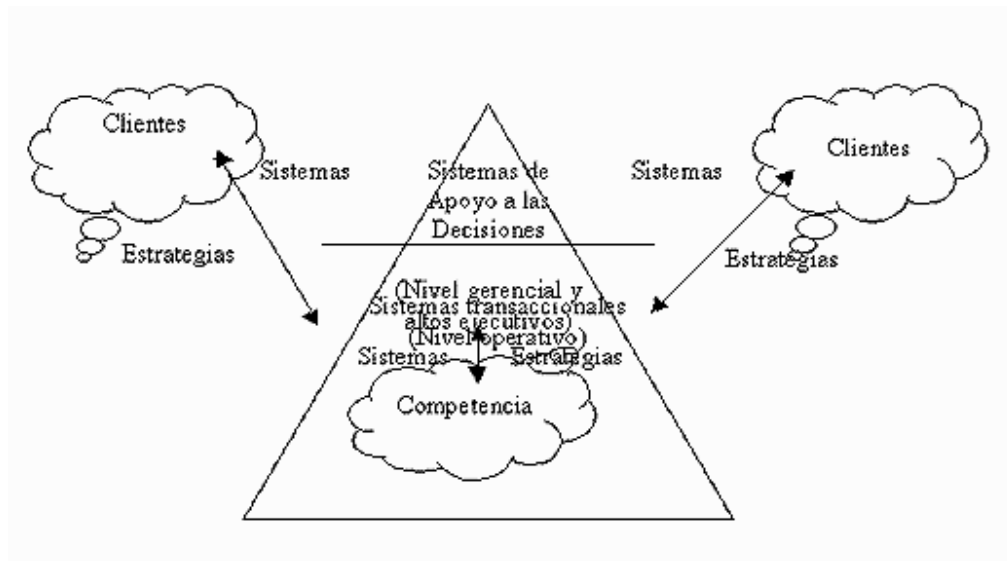 Clientes
Clientes
Sistemas
Sistemas de
Apoyo a las
Decisiones
Sistemas
Estrategias
Estrategias
(Nivel gerencial y
Sistemas transaccionales
altos ejecutivos)
(Nivel operativo)
Sistemas
Estrategias
Competencia